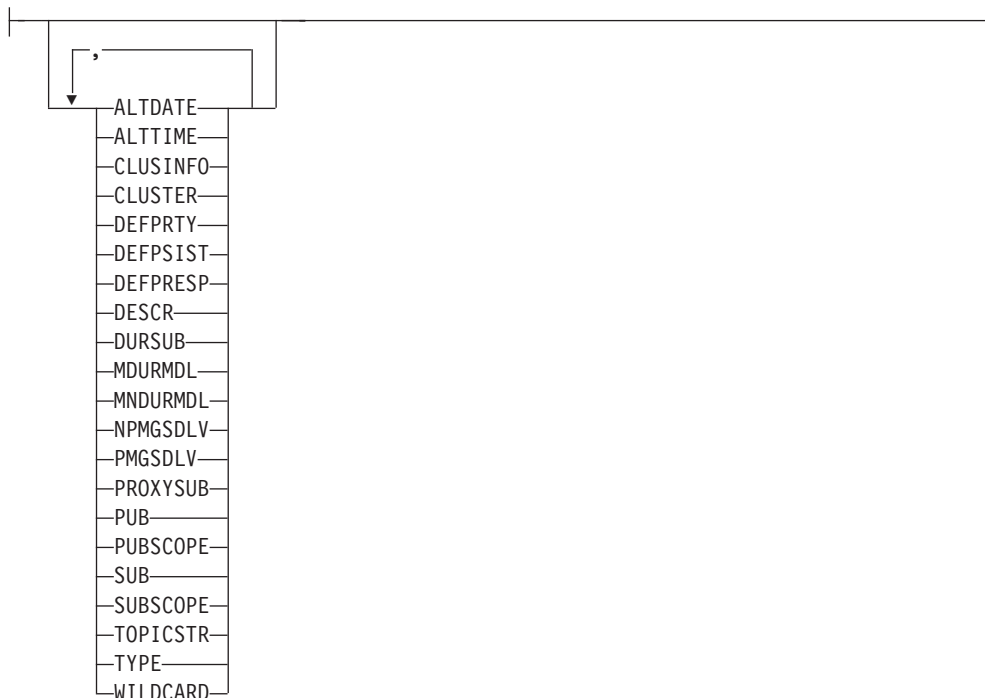 ,
ALTDATE
ALTTIME
CLUSINFO
CLUSTER
DEFPRTY
DEFPSIST
DEFPRESP
DESCR
DURSUB
MDURMDL
MNDURMDL
NPMGSDLV
PMGSDLV
PROXYSUB
PUB
PUBSCOPE
SUB
SUBSCOPE
TOPICSTR
TYPE
WILDCARD